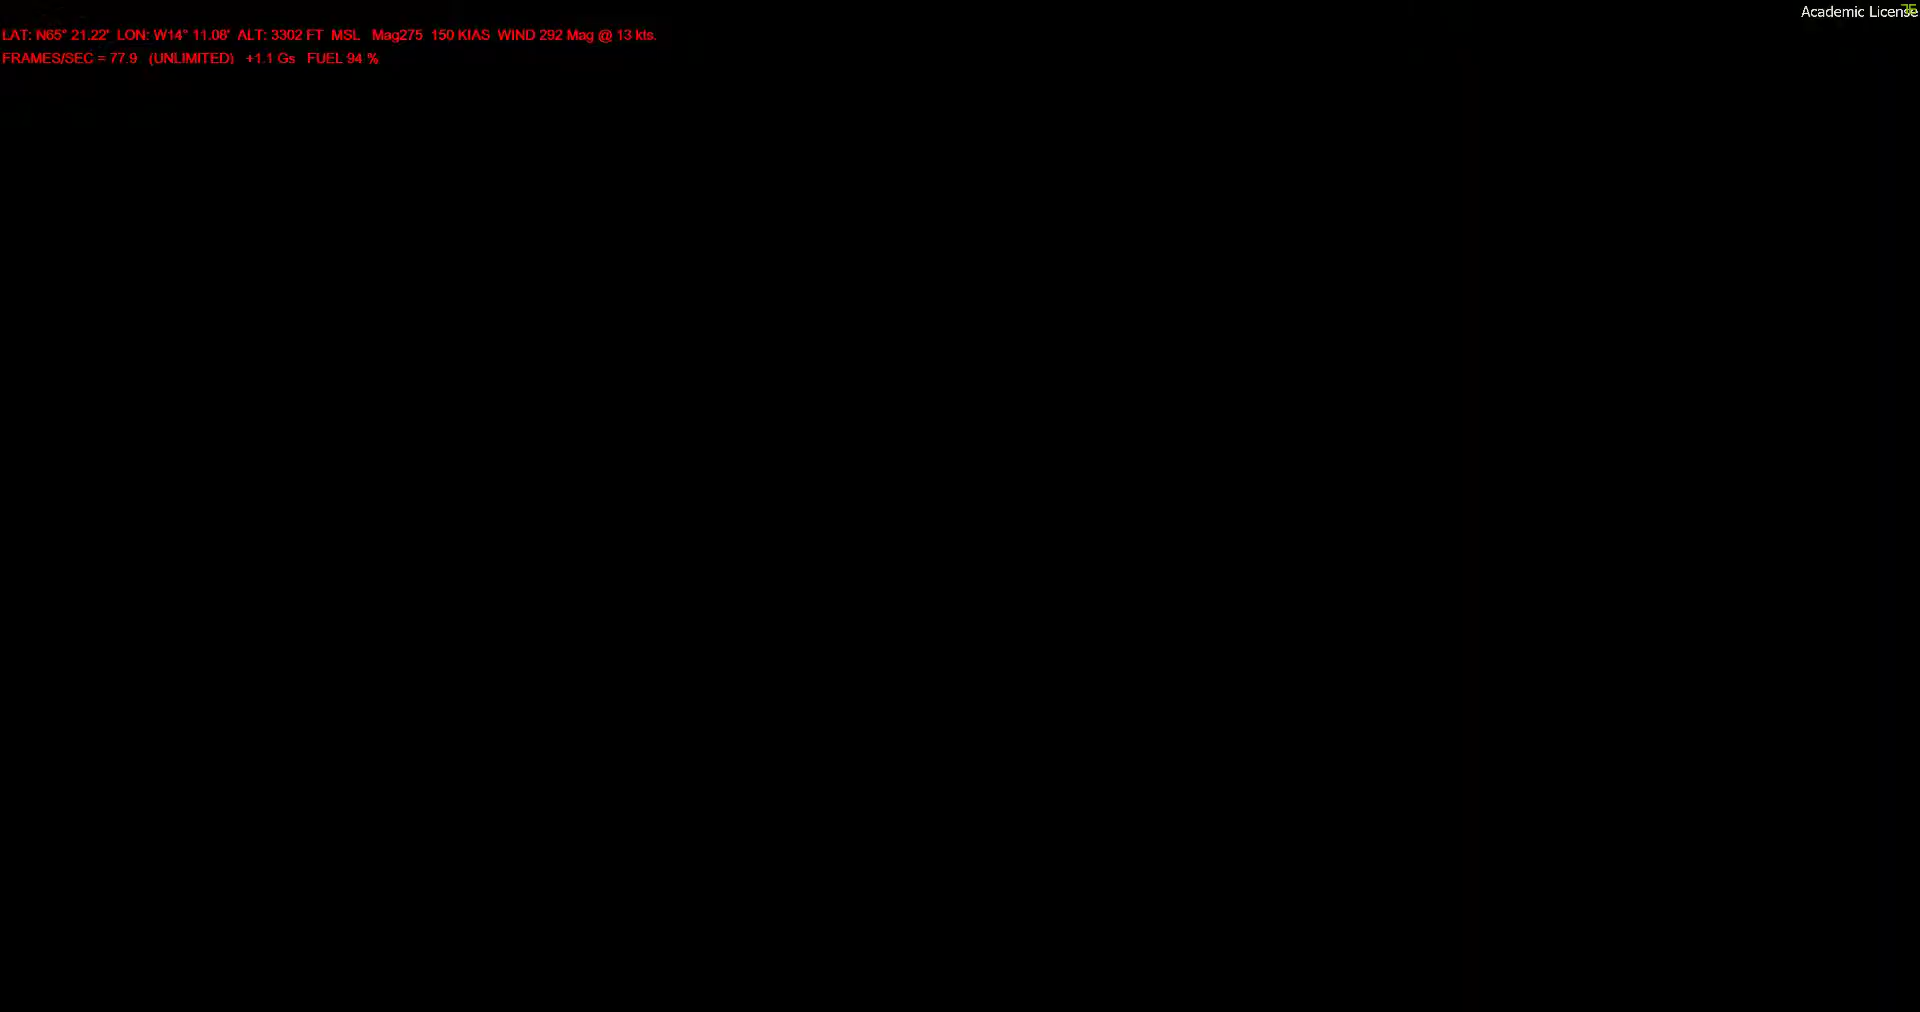 Academic License
LAT: N65° 21.22' LON: W14° 11.08' ALT: 3302 FT MSL Mag275 150 KIAS WIND 292 Mag @ 13 kts.
FRAMES/SEC = 77.9 (UNLIMITED) +1.1 Gs FUEL 94 %